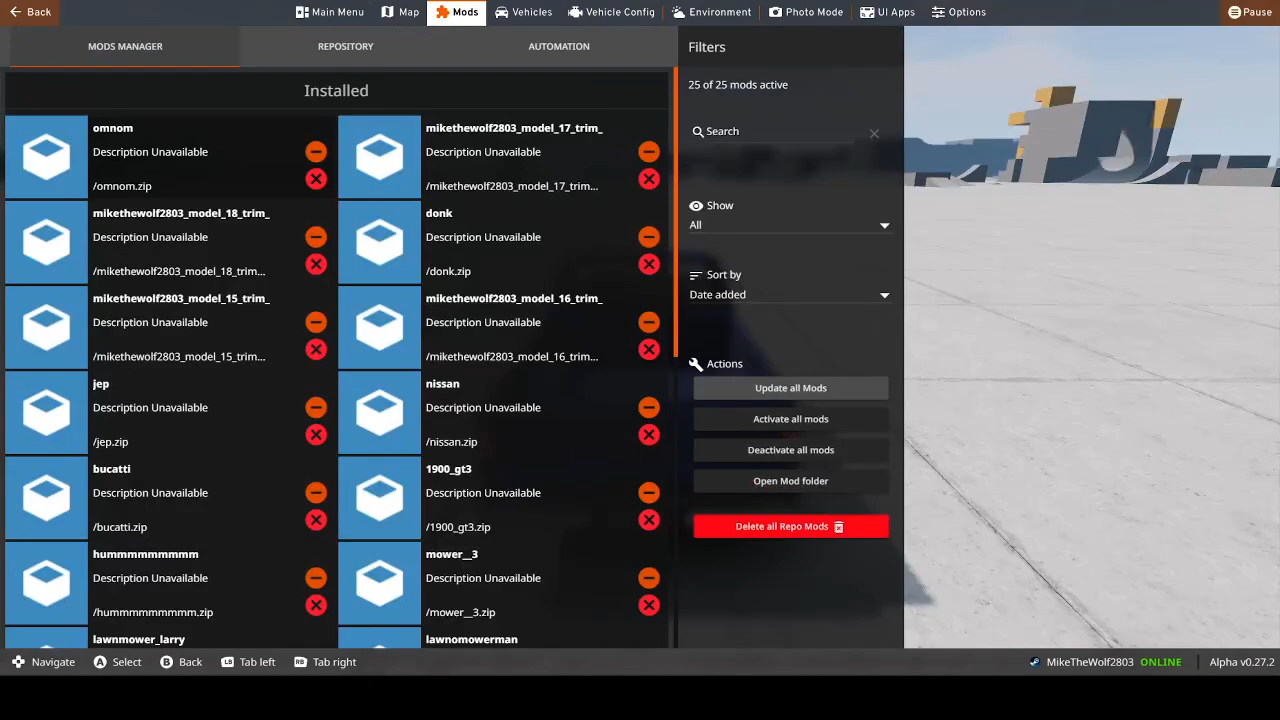 Back
Main Menu
Map
Mods
Vehicles
Vehicle Config
Environment
Photo Mode
UI Apps
Options
Pause
MODS MANAGER
REPOSITORY
AUTOMATION
Installed
omnom
Description Unavailable
/omnom.zip
mikethewolf2803_model_17_trim_
Description Unavailable
/mikethewolf2803_model_17_trim...
mikethewolf2803_model_18_trim_
Description Unavailable
/mikethewolf2803_model_18_trim...
donk
Description Unavailable
/donk.zip
mikethewolf2803_model_15_trim_
Description Unavailable
/mikethewolf2803_model_15_trim...
mikethewolf2803_model_16_trim_
Description Unavailable
/mikethewolf2803_model_16_trim...
jep
Description Unavailable
/jep.zip
nissan
Description Unavailable
/nissan.zip
bucatti
Description Unavailable
/bucatti.zip
1900_gt3
Description Unavailable
/1900_gt3.zip
hummmmmmmmm
Description Unavailable
/hummmmmmmmm.zip
mower__3
Description Unavailable
/mower__3.zip
lawnmower_larry
lawnomowerman
Filters
25 of 25 mods active
Search
Show
All
Sort by
Date added
Actions
Update all Mods
Activate all mods
Deactivate all mods
Open Mod folder
Delete all Repo Mods
Navigate
A Select
B Back
LB Tab left
RB Tab right
MikeTheWolf2803 ONLINE
Alpha v0.27.2